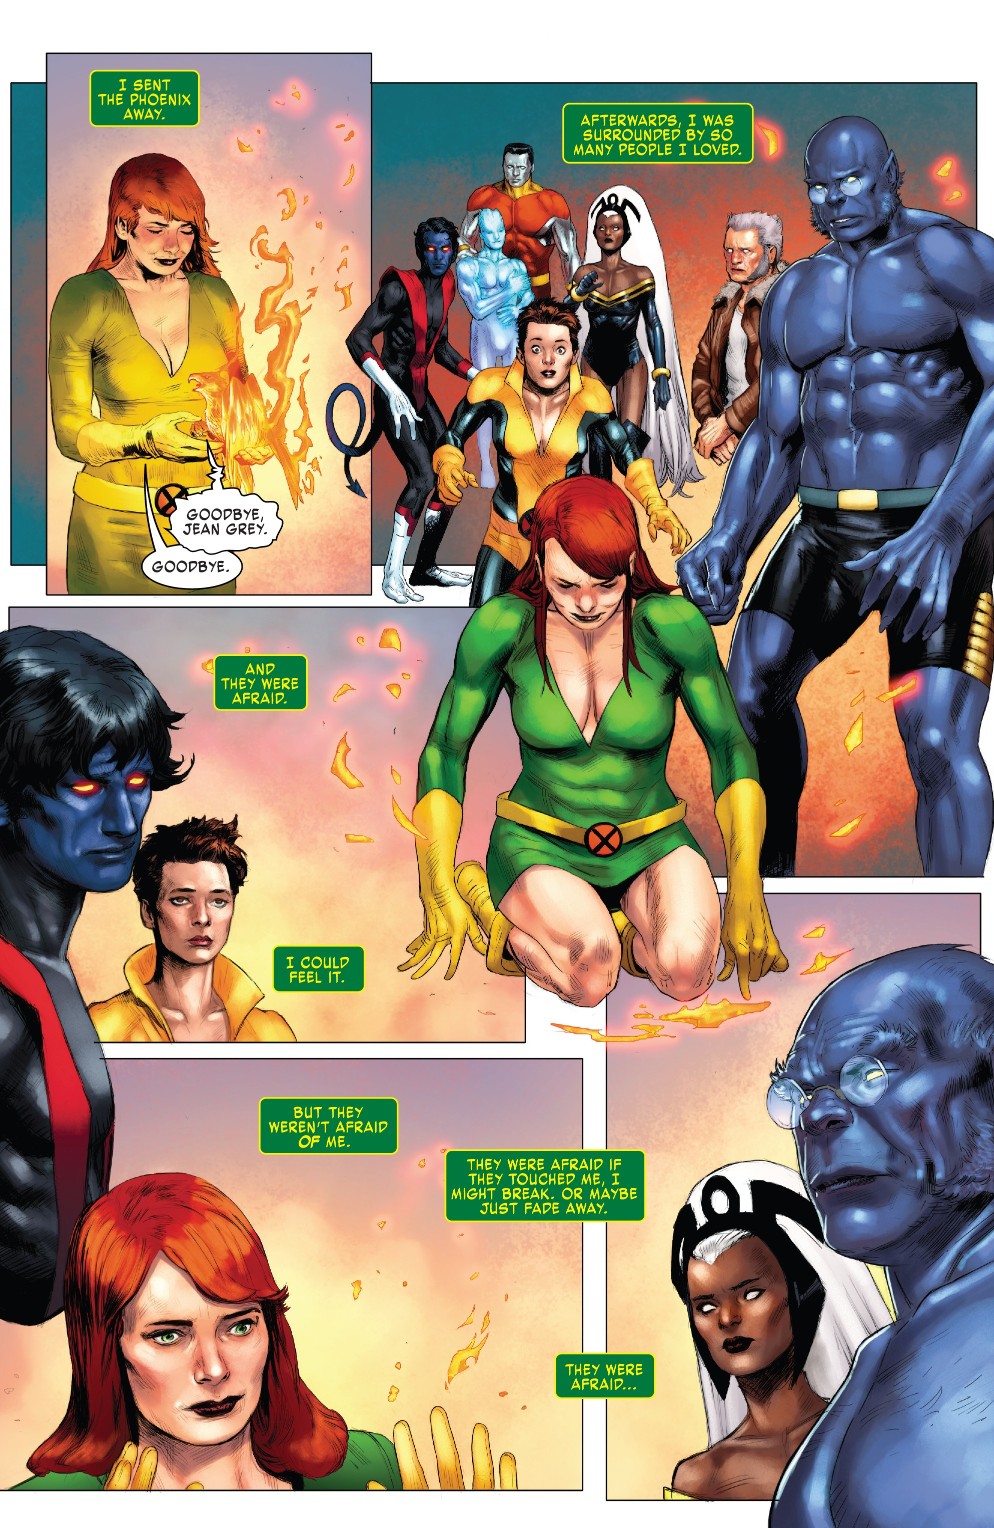 I SENT
THE PHOENIX
AWAY.
GOODBYE,
JEAN GREY.
GOODBYE.
AFTERWARDS, I WAS
SURROUNDED BY SO
MANY PEOPLE I LOVED.
AND
THEY WERE
AFRAID.
I COULD
FEEL IT.
BUT THEY
WEREN'T AFRAID
OF ME.
THEY WERE AFRAID IF
THEY TOUCHED ME, I
MIGHT BREAK. OR MAYBE
JUST FADE AWAY.
THEY WERE
AFRAID...